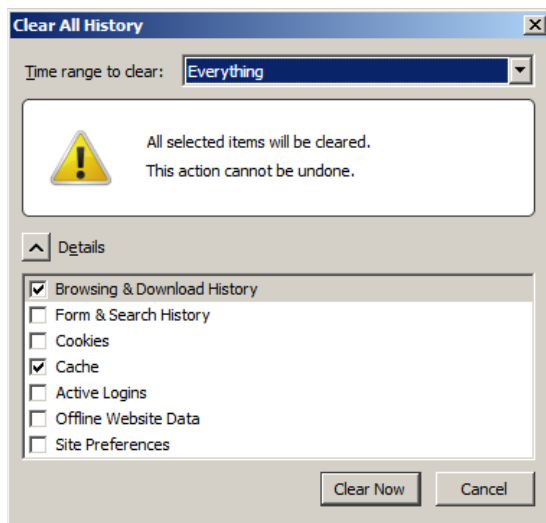 Clear All History
Time range to clear: Everything
All selected items will be cleared.
This action cannot be undone.
Details
Browsing & Download History
Form & Search History
Cookies
Cache
Active Logins
Offline Website Data
Site Preferences
Clear Now Cancel